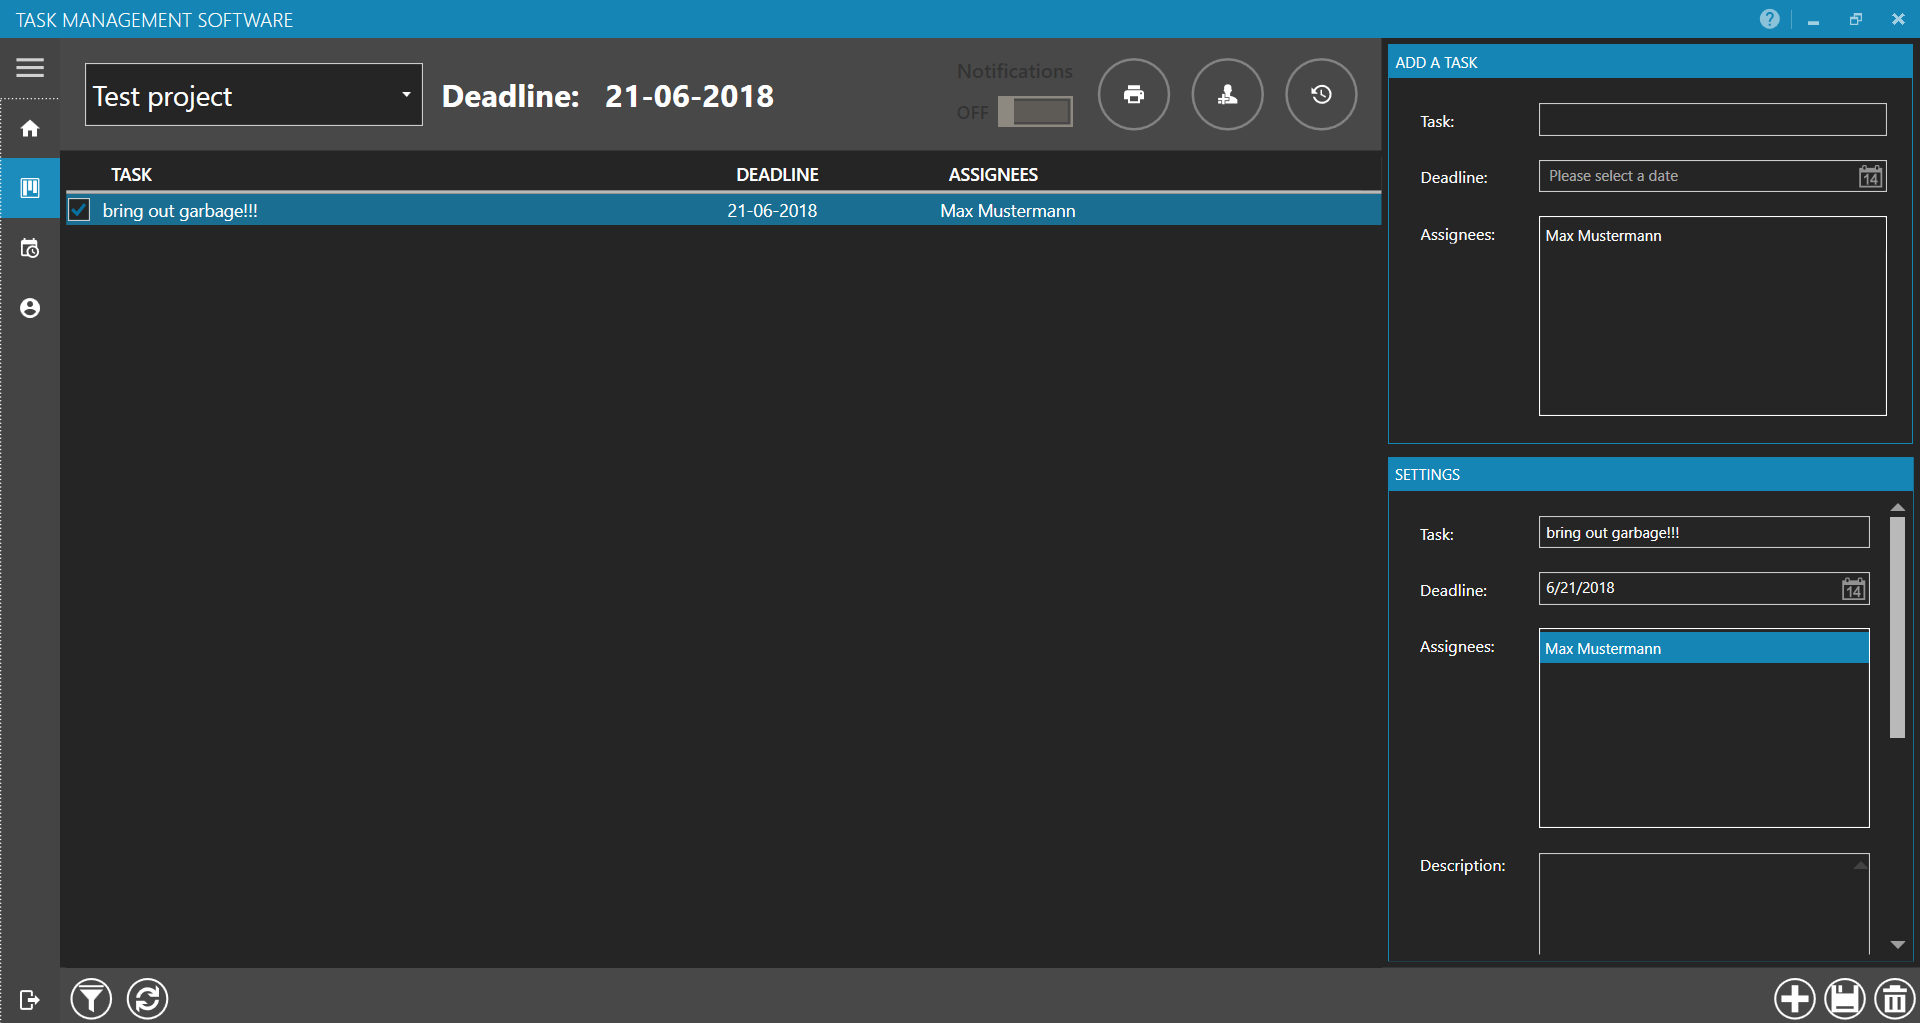 TASK MANAGEMENT SOFTWARE
Test project
Deadline: 21-06-2018
Notifications
OFF
TASK DEADLINE ASSIGNEES
bring out garbage!!! 21-06-2018 Max Mustermann
ADD A TASK
Task:
Deadline: Please select a date 14
Assignees: Max Mustermann
SETTINGS
Task: bring out garbage!!!
Deadline: 6/21/2018 14
Assignees: Max Mustermann
Description: